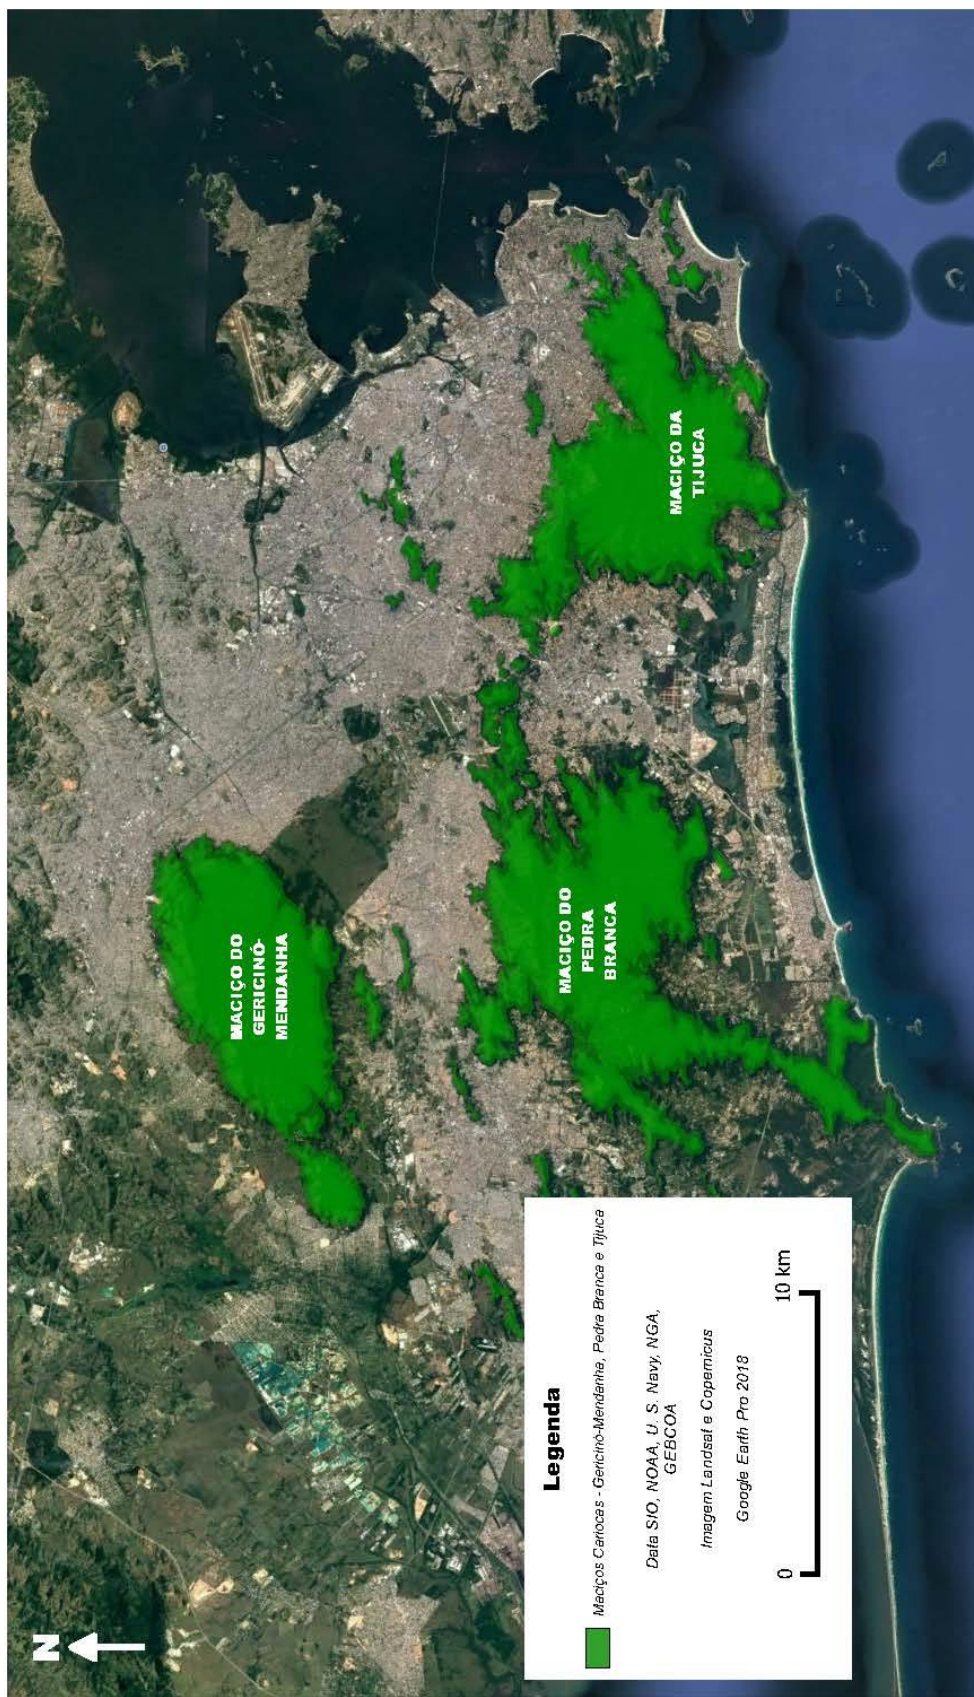 N
MACIÇO DO
GERICINÓ-
MENDANHA
MACIÇO DO
PEDRA
BRANCA
MACIÇO DA
TIJUCA
Legenda
Maciços Cariocas - Gericinó-Mendanha, Pedra Branca e Tijuca
Data SIO, NOAA, U. S. Navy, NGA,
GEBCOA
Imagem Landsat e Copernicus
Google Earth Pro 2018
0 10 km